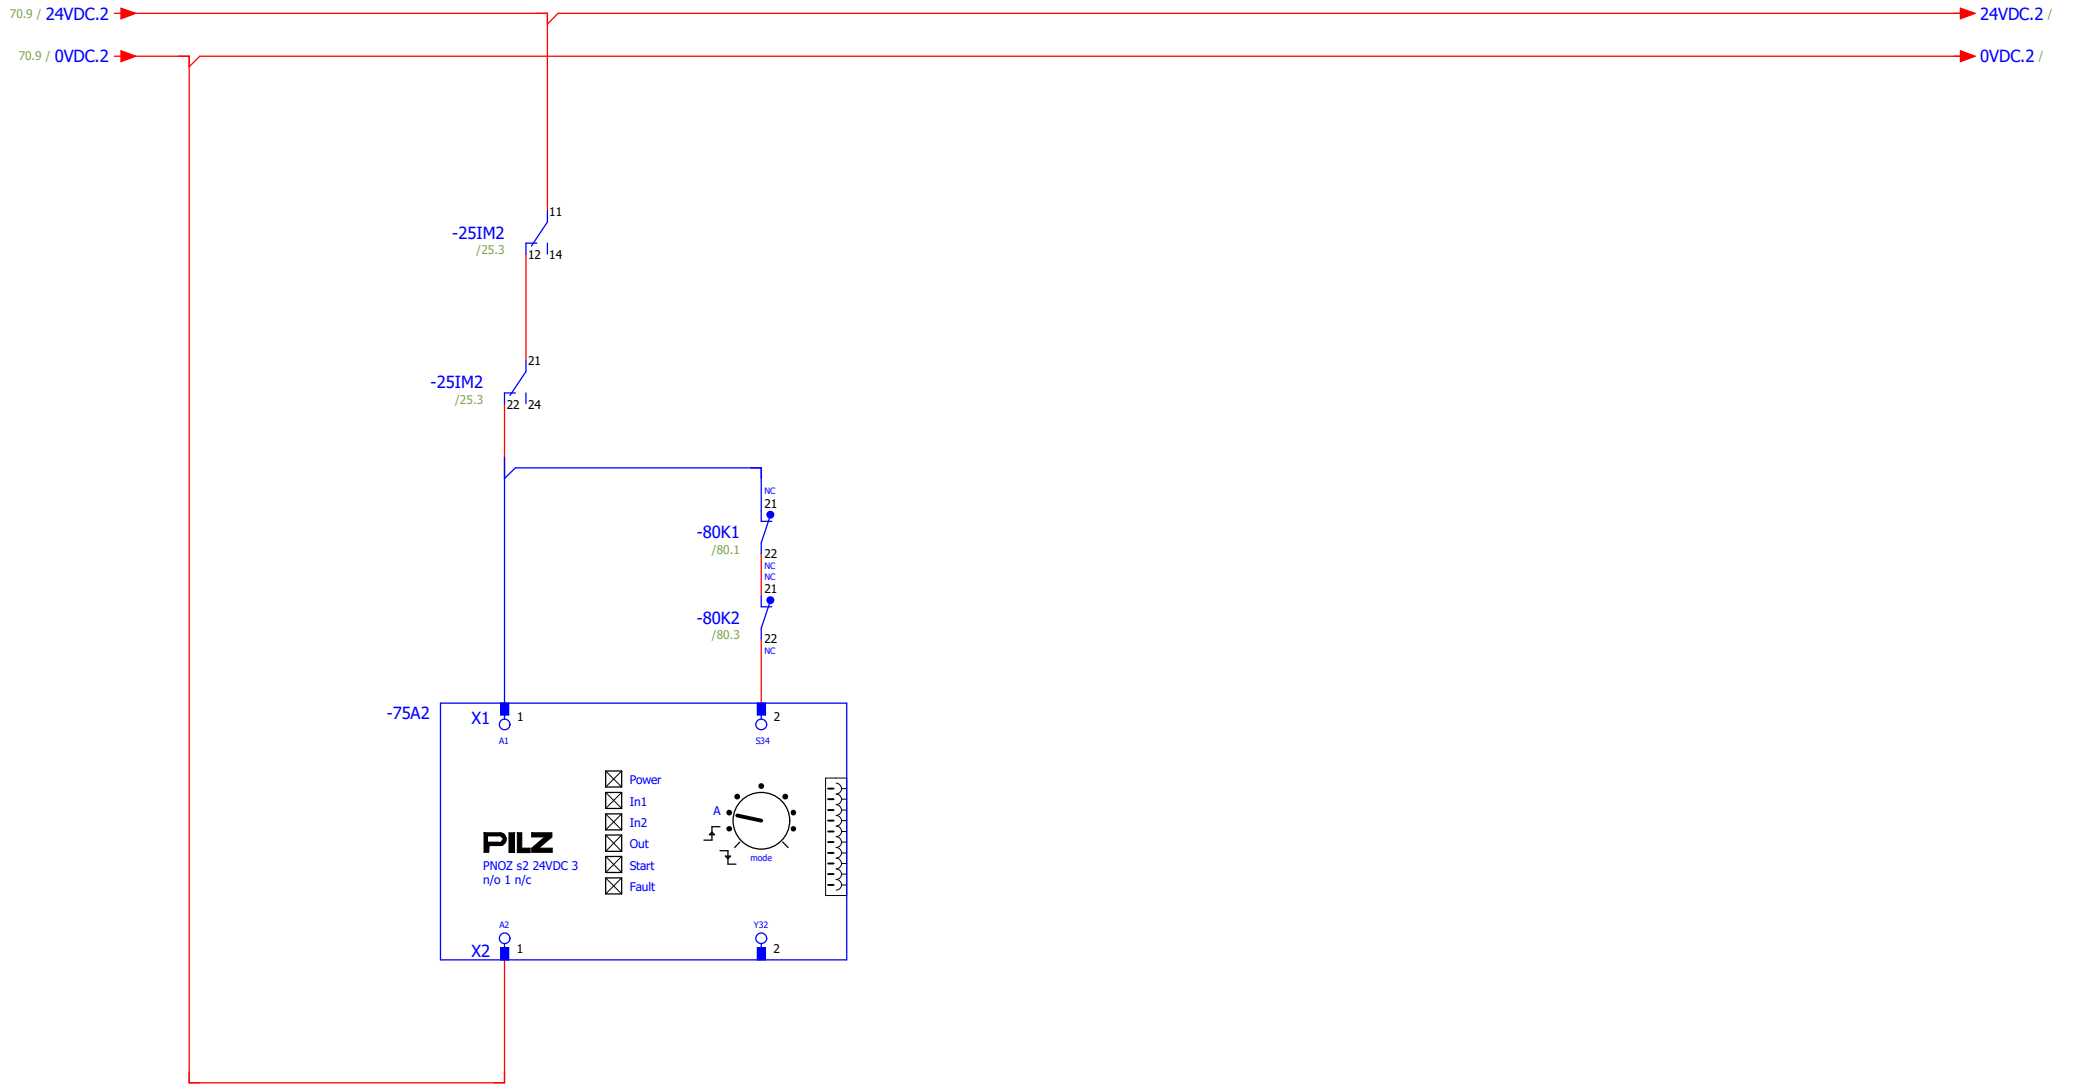 70.9 / 24VDC.2
24VDC.2 /
70.9 / 0VDC.2
0VDC.2 /
11
-25IM2
/25.3
12 14
21
-25IM2
/25.3
22 24
NC
21
-80K1
/80.1
22
NC
NC
21
-80K2
/80.3
22
NC
-75A2
X1 1
2
A1
S34
Power
In1
In2
Out
Start
Fault
A
mode
PILZ
PNOZ s2 24VDC 3
n/o 1 n/c
A2
Y32
X2 1
2